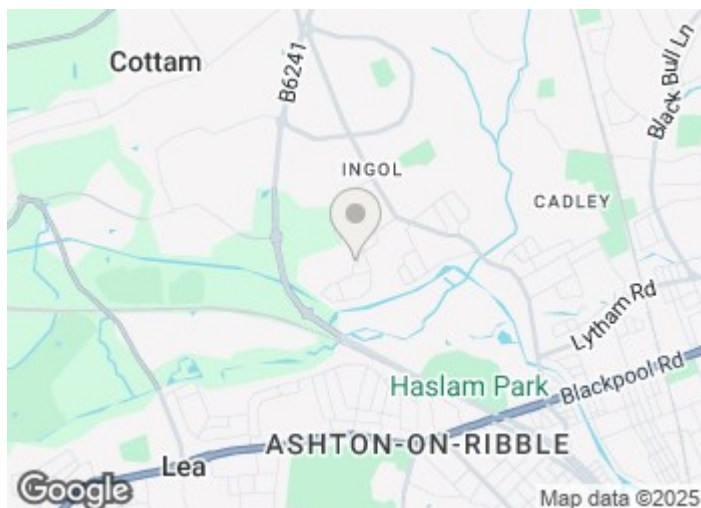 Cottam
B6241
Black Bull Ln
INGOL
CADLEY
Lytham Rd
Haslam Park
Blackpool Rd
ASHTON-ON-RIBBLE
Lea
Google
Map data ©2025